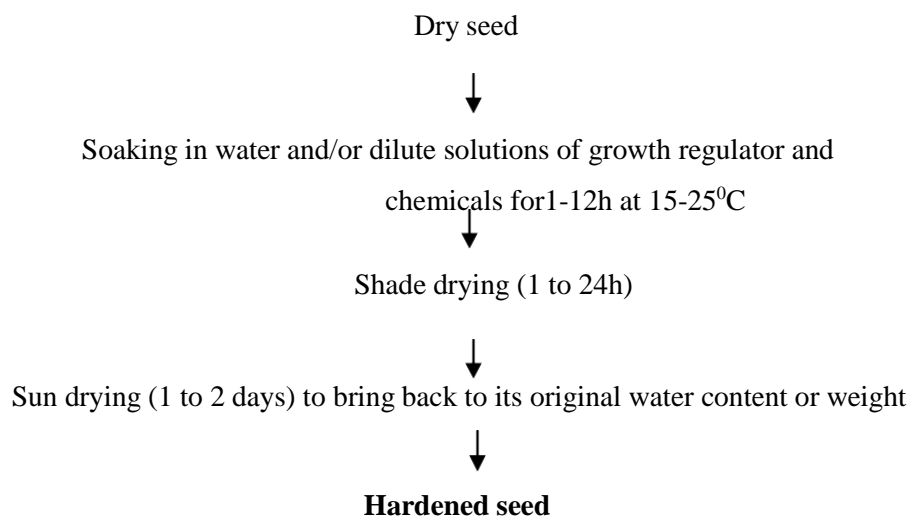 Dry seed
Soaking in water and/or dilute solutions of growth regulator and
chemicals for1-12h at 15-25⁰C
Shade drying (1 to 24h)
Sun drying (1 to 2 days) to bring back to its original water content or weight
Hardened seed